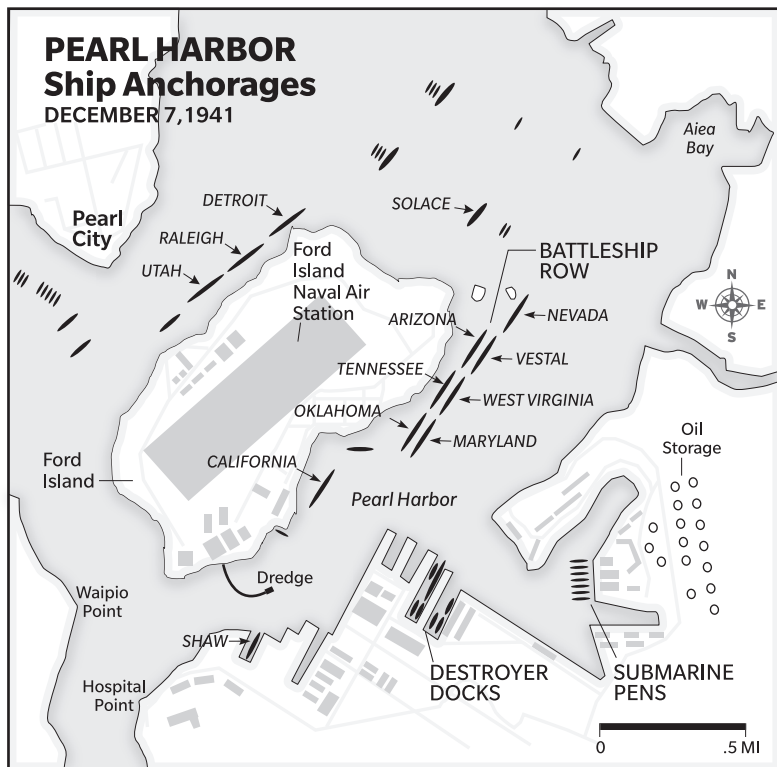 PEARL HARBOR
Ship Anchorages
DECEMBER 7,1941
Aiea
Bay
DETROIT
SOLACE
Pearl
City
RALEIGH
UTAH
Ford
Island
Naval Air
Station
BATTLESHIP
ROW
N
W
E
S
ARIZONA
NEVADA
VESTAL
TENNESSEE
WEST VIRGINIA
OKLAHOMA
MARYLAND
Oil
Storage
Ford
Island
CALIFORNIA
Pearl Harbor
Waipio
Point
Dredge
SHAW
Hospital
Point
DESTROYER
DOCKS
SUBMARINE
PENS
0
.5 MI